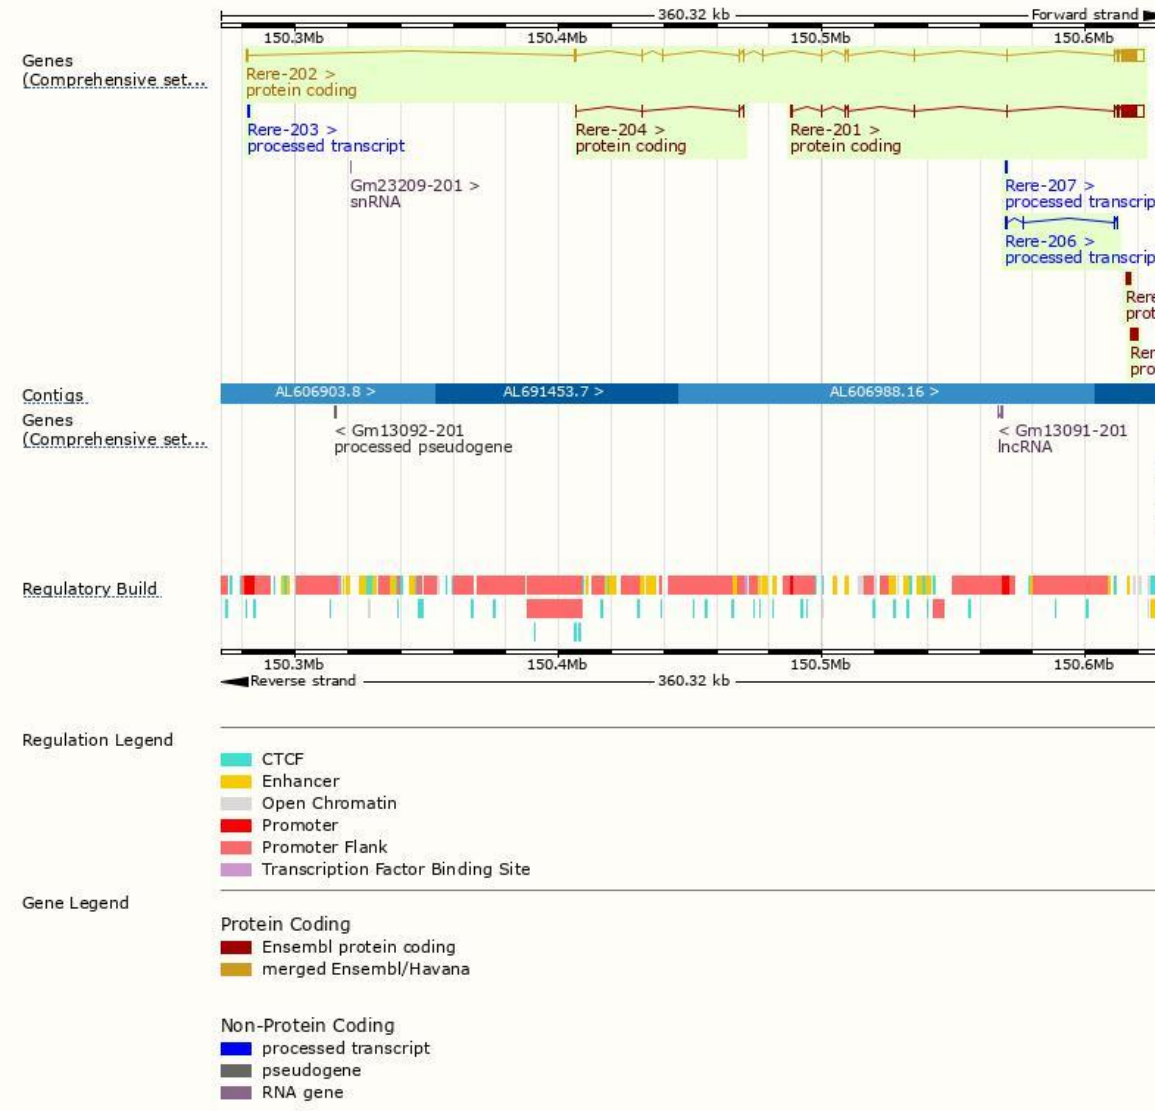 360.32 kb Forward strand
150.3Mb 150.4Mb 150.5Mb 150.6Mb
Genes
(Comprehensive set...
Rere-202 >
protein coding
Rere-203 > Rere-204 > Rere-201 >
processed transcript protein coding protein coding
Gm23209-201 > Rere-207 >
snRNA processed transcrip
Rere-206 >
processed transcrip
Rere
prot
Rer
pro
Contigs AL606903.8 > AL691453.7 > AL606988.16 >
Genes
(Comprehensive set...
< Gm13092-201 < Gm13091-201
processed pseudogene lncRNA
Regulatory Build
150.3Mb 150.4Mb 150.5Mb 150.6Mb
Reverse strand 360.32 kb
Regulation Legend
CTCF
Enhancer
Open Chromatin
Promoter
Promoter Flank
Transcription Factor Binding Site
Gene Legend
Protein Coding
Ensembl protein coding
merged Ensembl/Havana
Non-Protein Coding
processed transcript
pseudogene
RNA gene